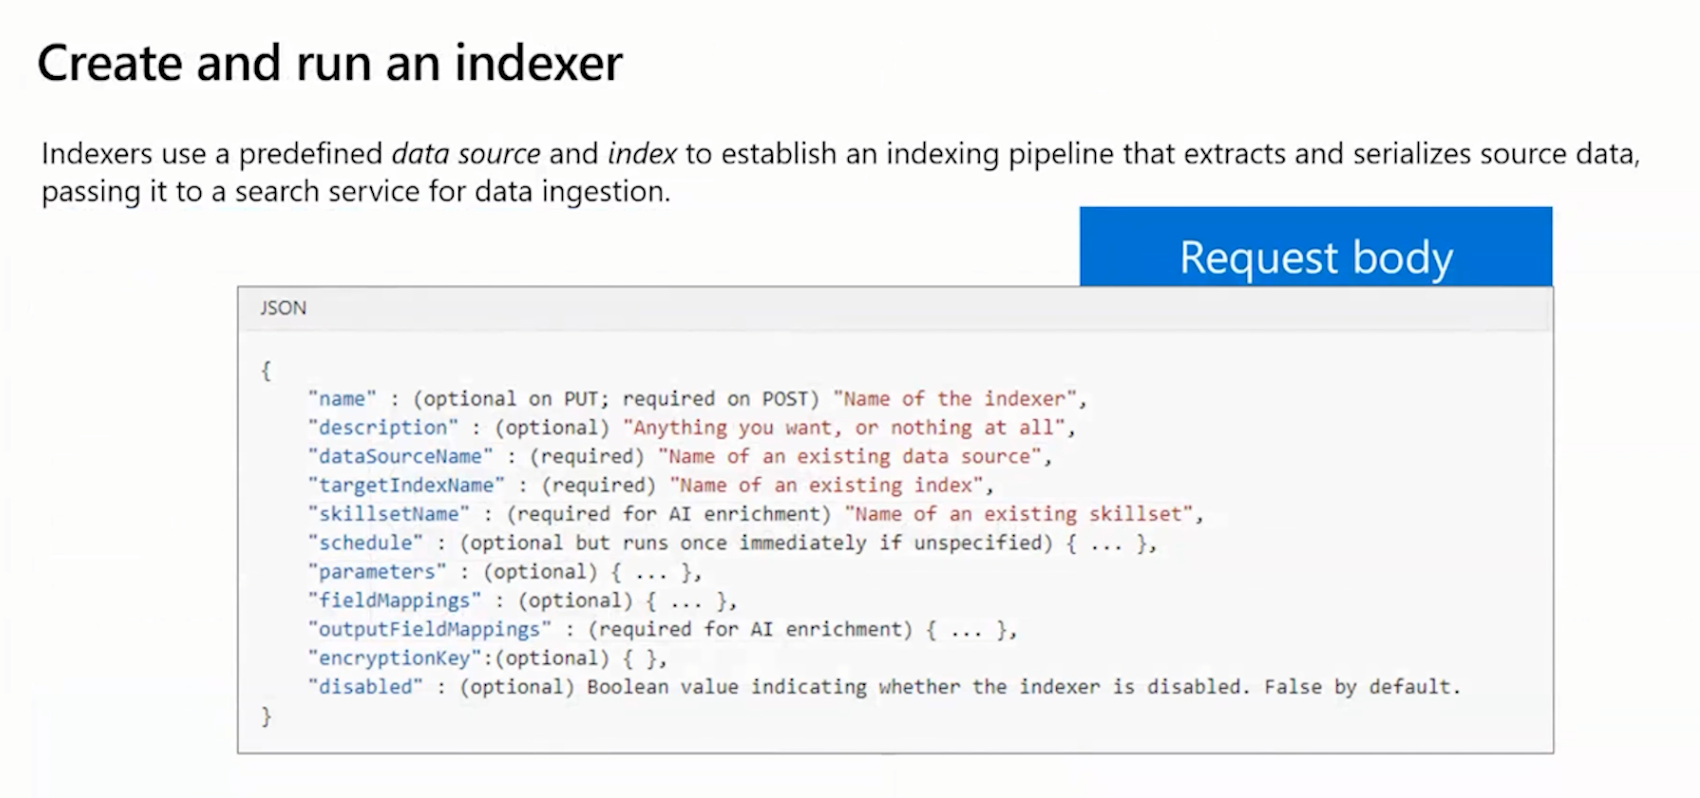 Create and run an indexer
Indexers use a predefined data source and index to establish an indexing pipeline that extracts and serializes source data,
passing it to a search service for data ingestion.
Request body
JSON
{
"name" : (optional on PUT; required on POST) "Name of the indexer",
"description" : (optional) "Anything you want, or nothing at all",
"dataSourceName" : (required) "Name of an existing data source",
"targetIndexName" : (required) "Name of an existing index",
"skillsetName" : (required for AI enrichment) "Name of an existing skillset",
"schedule" : (optional but runs once immediately if unspecified) { ... },
"parameters" : (optional) { ... },
"fieldMappings" : (optional) { ... },
"outputFieldMappings" : (required for AI enrichment) { ... },
"encryptionKey":(optional) { },
"disabled" : (optional) Boolean value indicating whether the indexer is disabled. False by default.
}